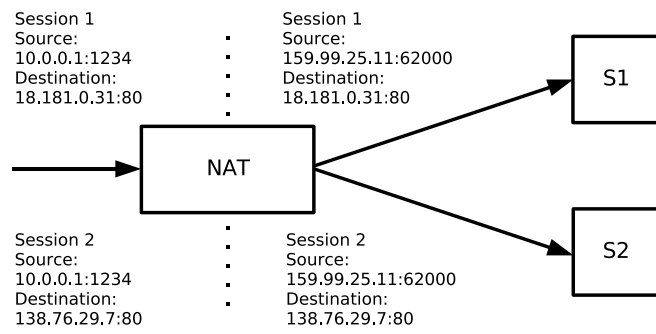 Session 1
Source:
10.0.0.1:1234
Destination:
18.181.0.31:80
Session 1
Source:
159.99.25.11:62000
Destination:
18.181.0.31:80
S1
NAT
Session 2
Source:
10.0.0.1:1234
Destination:
138.76.29.7:80
Session 2
Source:
159.99.25.11:62000
Destination:
138.76.29.7:80
S2